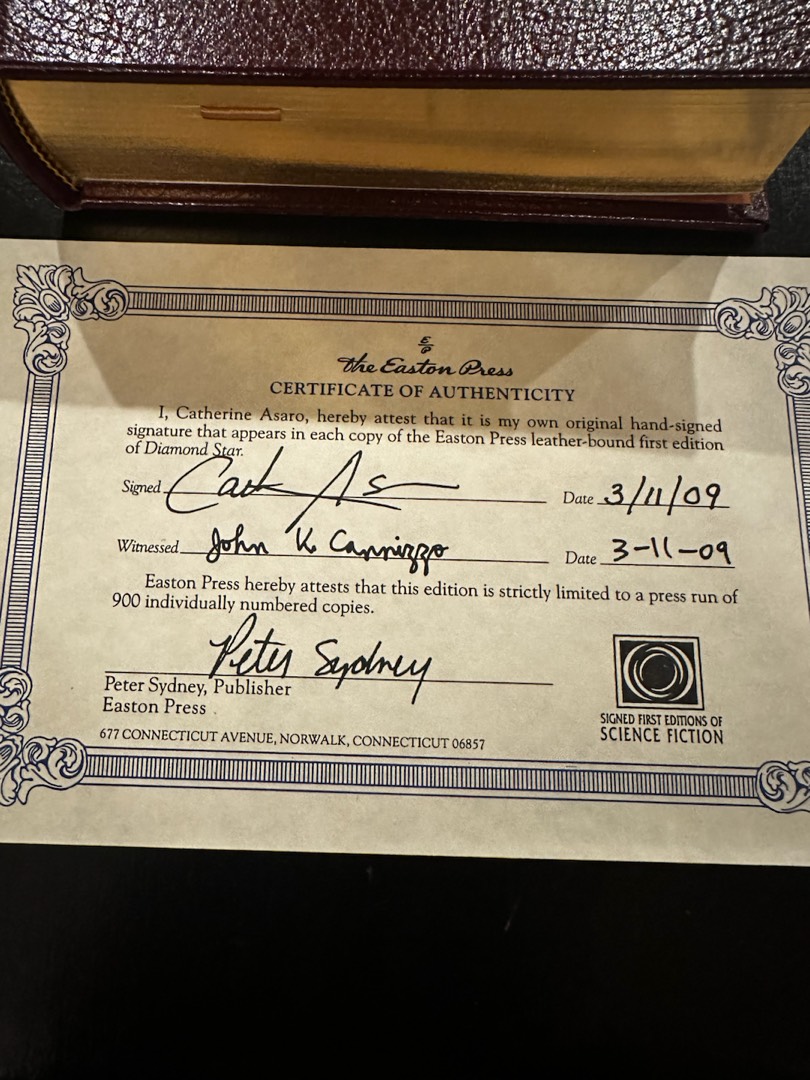 E
P
The Easton Press
CERTIFICATE OF AUTHENTICITY
I, Catherine Asaro, hereby attest that it is my own original hand-signed
signature that appears in each copy of the Easton Press leather-bound first edition
of Diamond Star.
Signed Cath As Date 3/11/09
Witnessed John K. Cannizzo Date 3-11-09
Easton Press hereby attests that this edition is strictly limited to a press run of
900 individually numbered copies.
Peter Sydney
Peter Sydney, Publisher
Easton Press
677 CONNECTICUT AVENUE, NORWALK, CONNECTICUT 06857
SIGNED FIRST EDITIONS OF
SCIENCE FICTION